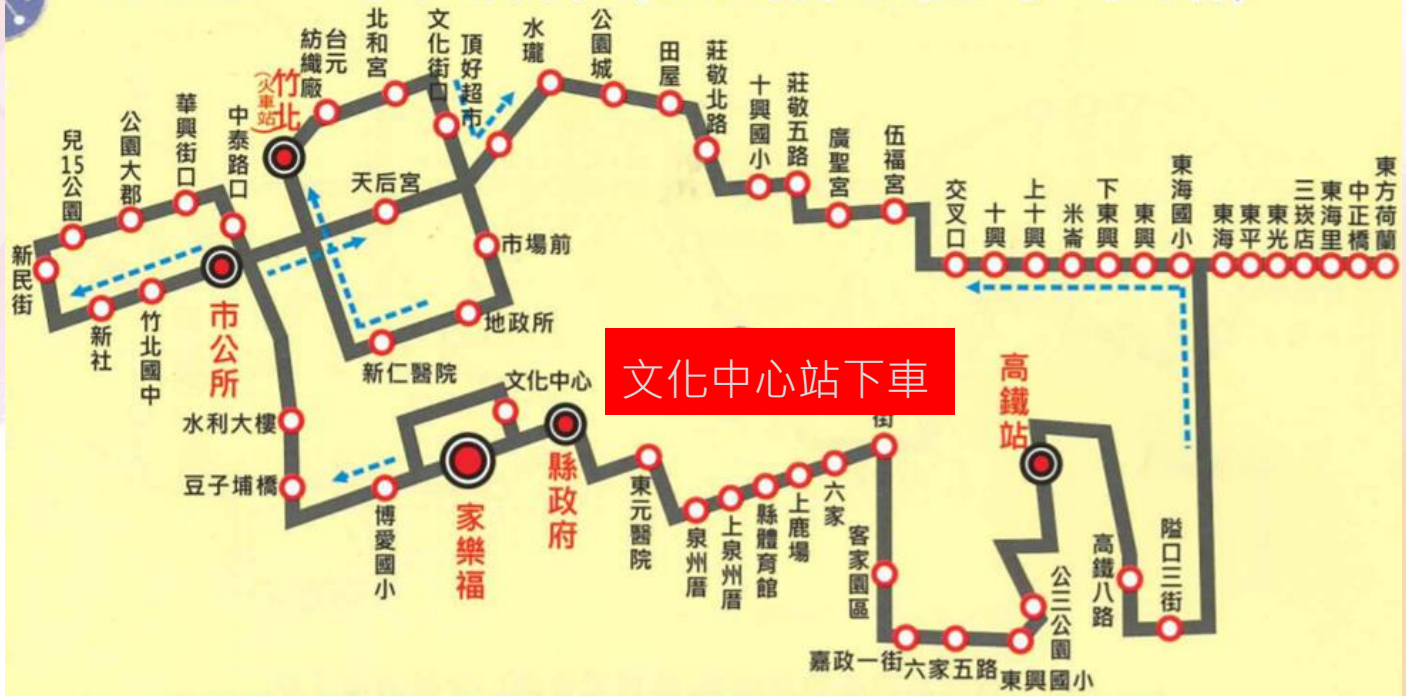 台元紡織廠
北和宮
文化街口
頂好超市
水瓏
公園城
田屋
莊敬北路
十興國小
莊敬五路
廣聖宮
伍福宮
交叉口
十興
上十興
米崙
下東興
東興
東海國小
東海
東平
東光
三崁店
東海里
中正橋
東方荷蘭
竹北
(火車站)
中泰路口
華興街口
公園大郡
兒15公園
新民街
新社
竹北國中
市公所
天后宮
市場前
地政所
新仁醫院
水利大樓
豆子埔橋
博愛國小
家樂福
文化中心
縣政府
文化中心站下車
東元醫院
泉州厝
上泉州厝
縣體育館
上鹿場
六家
街
客家園區
嘉政一街
六家五路
東興國小
公三公園
高鐵站
高鐵八路
隘口三街